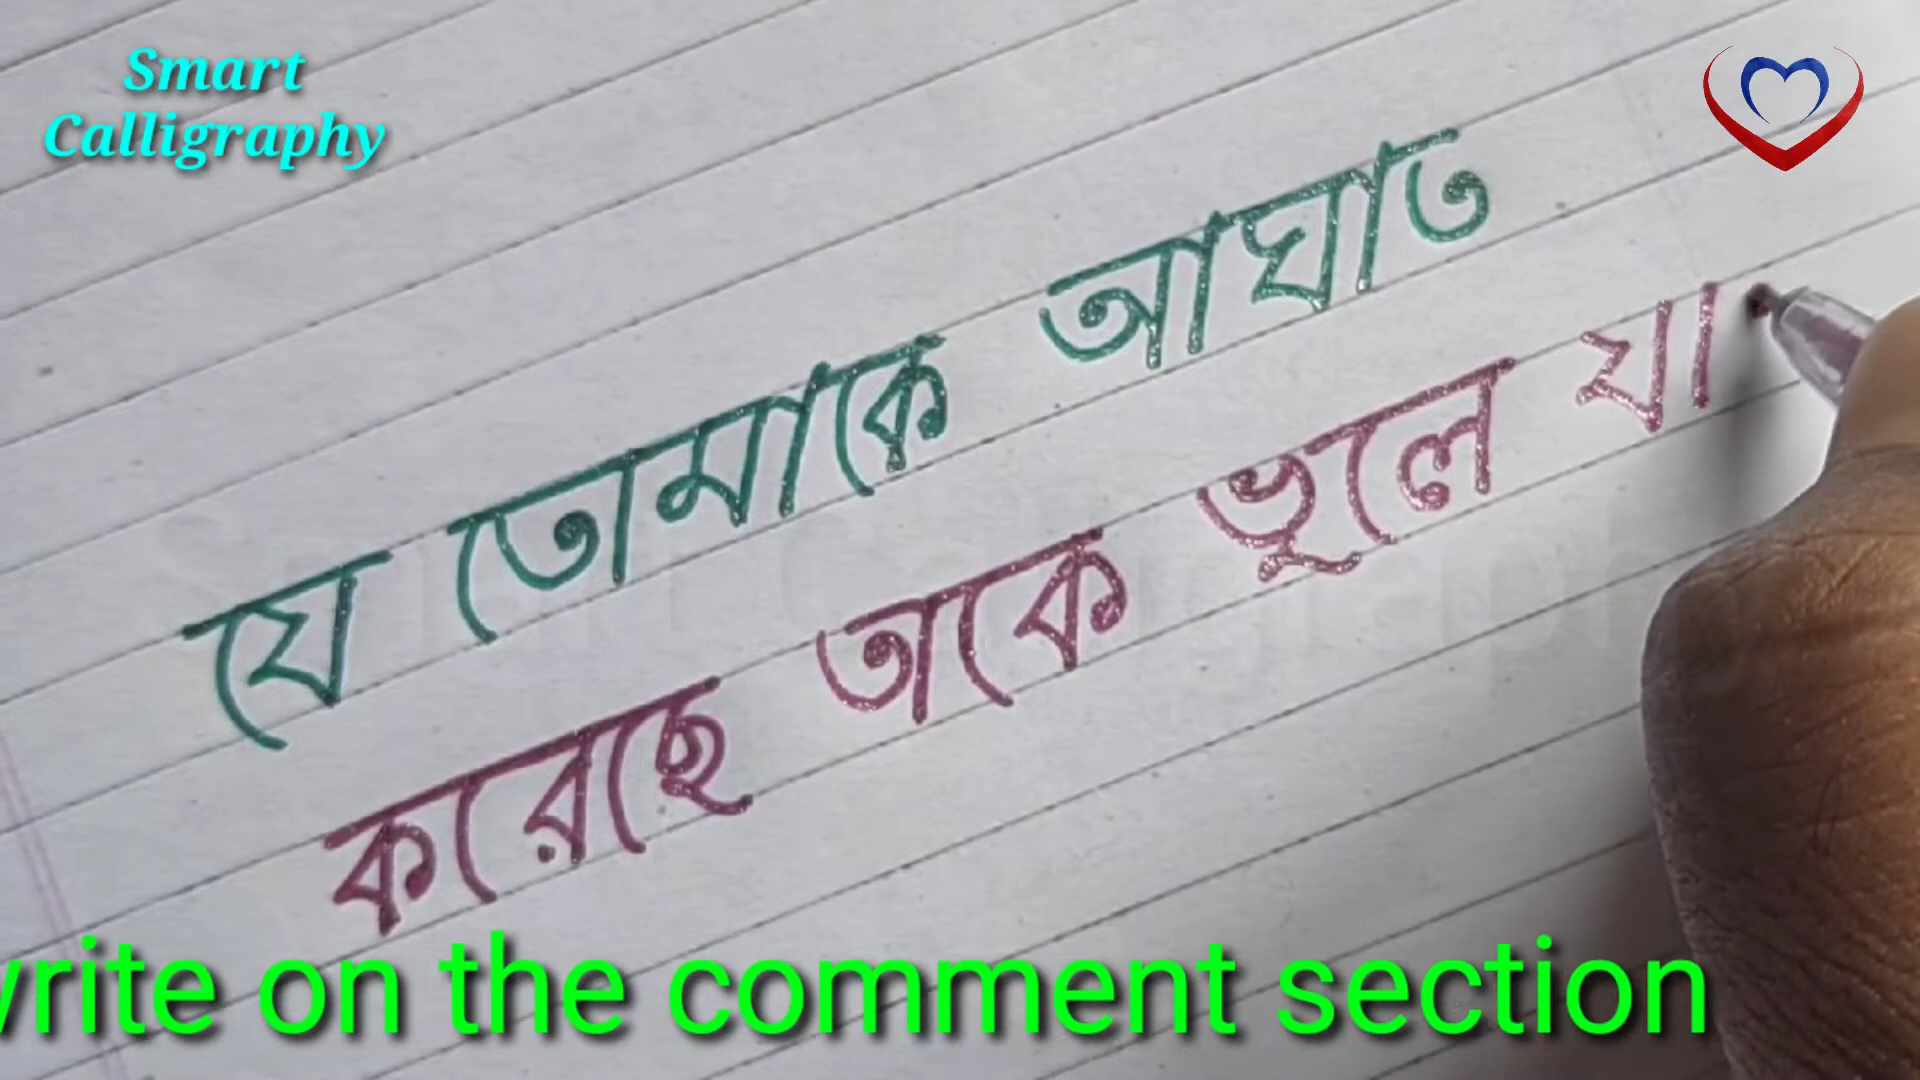 Smart
Calligraphy
যে তোমাকে আঘাত
করেছে তাকে ভুলে যা
write on the comment section